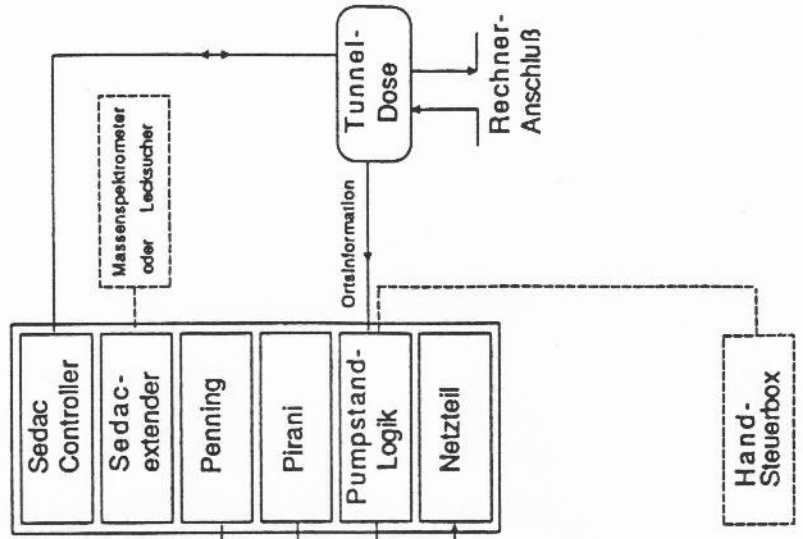 Sedac
Controller
Sedac-
extender
Penning
Pirani
Pumpstand-
Logik
Netzteil
Massenspektrometer
oder Lecksucher
Ortsinformation
Tunnel-
Dose
Rechner-
Anschluß
Hand-
Steuerbox